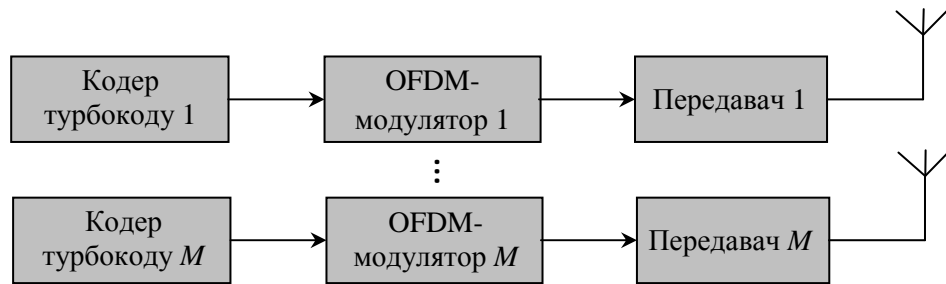 Кодер
турбокоду 1
OFDM-
модулятор 1
Передавач 1
Кодер
турбокоду M
OFDM-
модулятор M
Передавач M